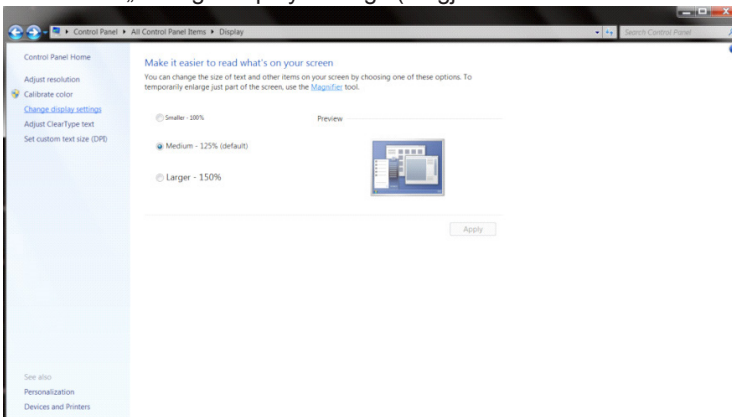 Control Panel ▸ All Control Panel Items ▸ Display
Search Control Panel
Control Panel Home
Adjust resolution
Calibrate color
Change display settings
Adjust ClearType text
Set custom text size (DPI)
Make it easier to read what's on your screen
You can change the size of text and other items on your screen by choosing one of these options. To
temporarily enlarge just part of the screen, use the Magnifier tool.
Smaller - 100%
Preview
Medium - 125% (default)
Larger - 150%
Apply
See also
Personalization
Devices and Printers